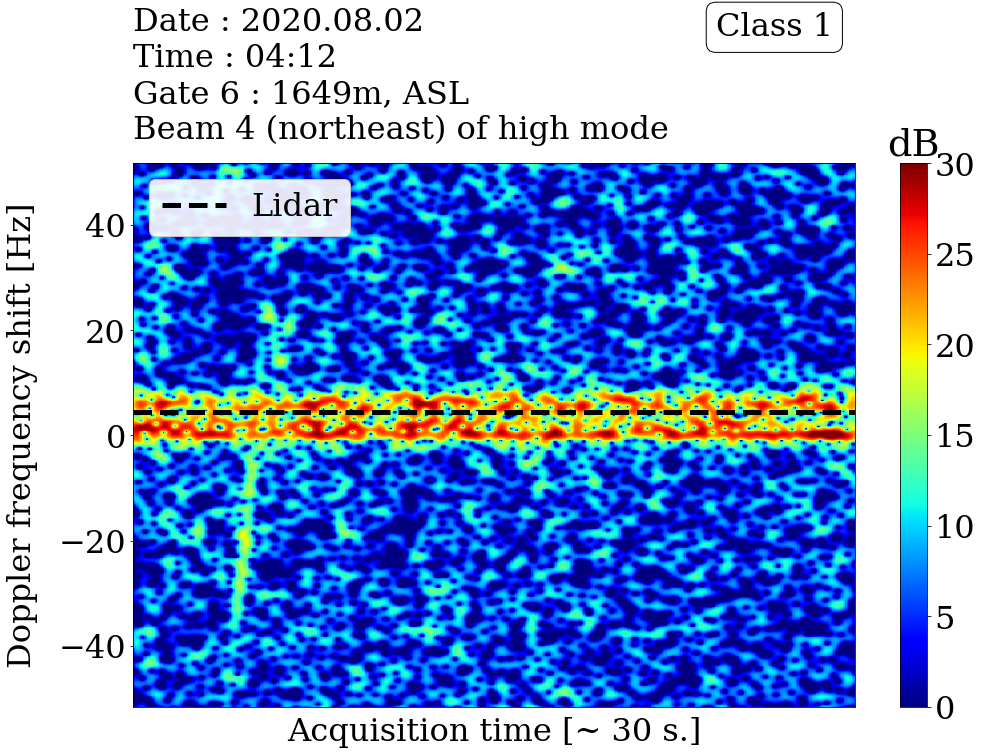 Date : 2020.08.02
Time : 04:12
Gate 6 : 1649m, ASL
Beam 4 (northeast) of high mode
Class 1
dB
Lidar
Doppler frequency shift [Hz]
40
20
0
−20
−40
30
25
20
15
10
5
0
Acquisition time [~ 30 s.]